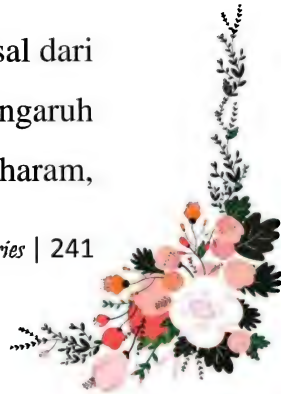 sal dari
ngaruh
haram,
ries | 241